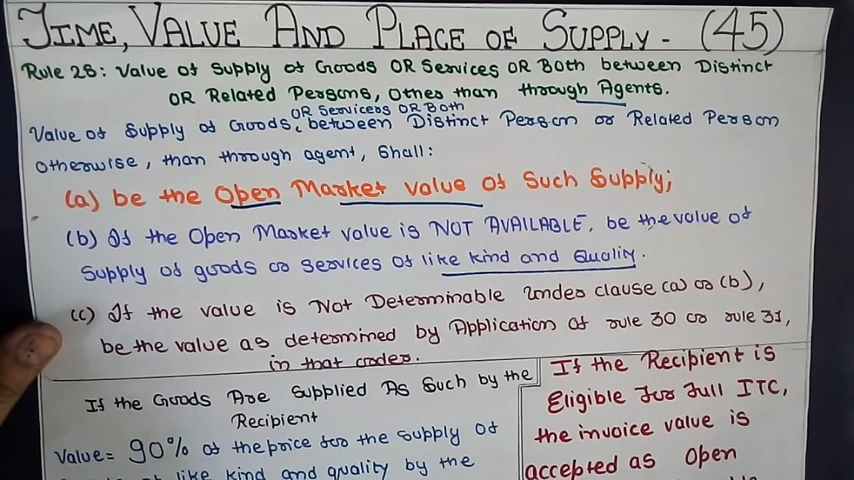 TIME, VALUE AND PLACE OF SUPPLY - (45)
Rule 28: Value of Supply of Goods OR Services OR Both between Distinct
OR Related Persons, Other than through Agents.
OR Services OR Both
Value of Supply of Goods, between Distinct Person or Related Person
otherwise, than through agent, Shall:
(a) be the Open Market Value of Such Supply;
(b) If the Open Market value is NOT AVAILABLE, be the value of
Supply of goods or services of like kind and Quality.
(c) If the value is Not Determinable under clause (a) or (b),
be the value as determined by Application of rule 30 or rule 31,
in that order.
If the Goods Are Supplied As Such by the
Recipient
Value= 90% of the price for the supply of
of like kind and quality by the
If the Recipient is
Eligible for full ITC,
the invoice value is
accepted as Open